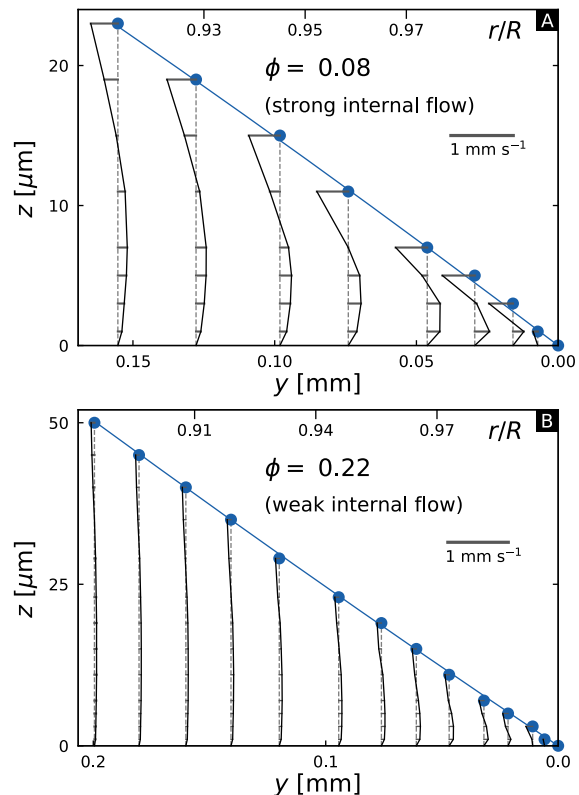 0.93 0.95 0.97
r/R
A
ϕ = 0.08
(strong internal flow)
1 mm s⁻¹
z [μm]
20
10
0
0.15 0.10 0.05 0.00
y [mm]
0.91 0.94 0.97
r/R
B
ϕ = 0.22
(weak internal flow)
1 mm s⁻¹
z [μm]
50
25
0
0.2 0.1 0.0
y [mm]